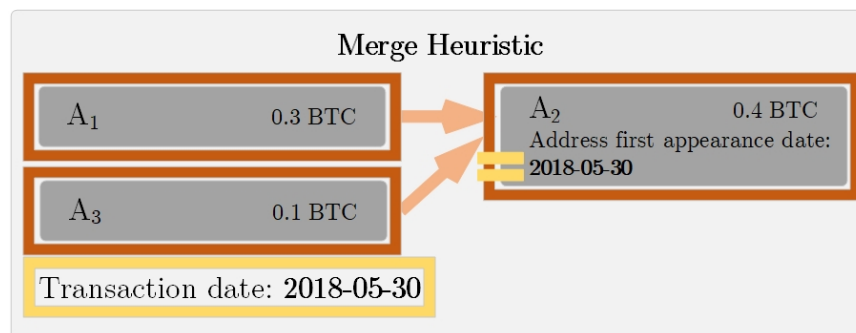 Merge Heuristic
A₁ 0.3 BTC
A₂ 0.4 BTC
Address first appearance date:
2018-05-30
A₃ 0.1 BTC
Transaction date: 2018-05-30